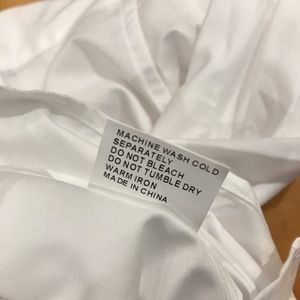 MACHINE WASH COLD
SEPARATELY
DO NOT BLEACH
DO NOT TUMBLE DRY
WARM IRON
MADE IN CHINA